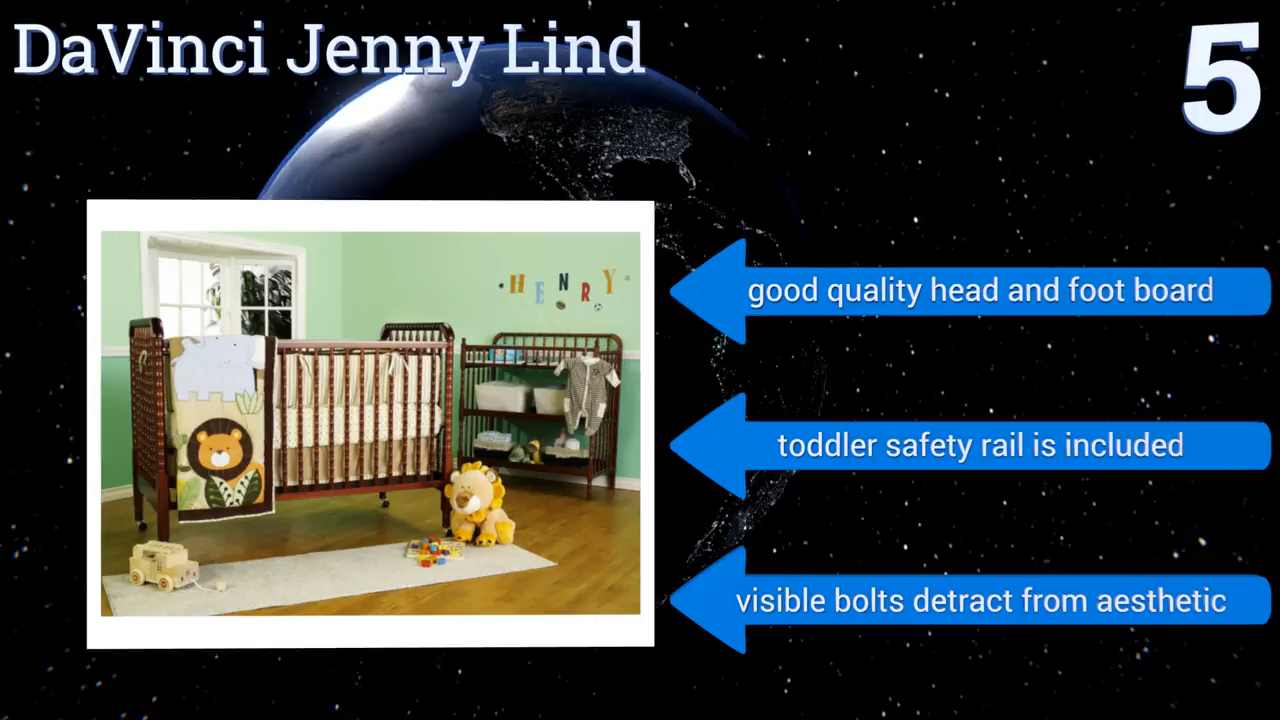 DaVinci Jenny Lind
5
HENRY
good quality head and foot board
toddler safety rail is included
visible bolts detract from aesthetic